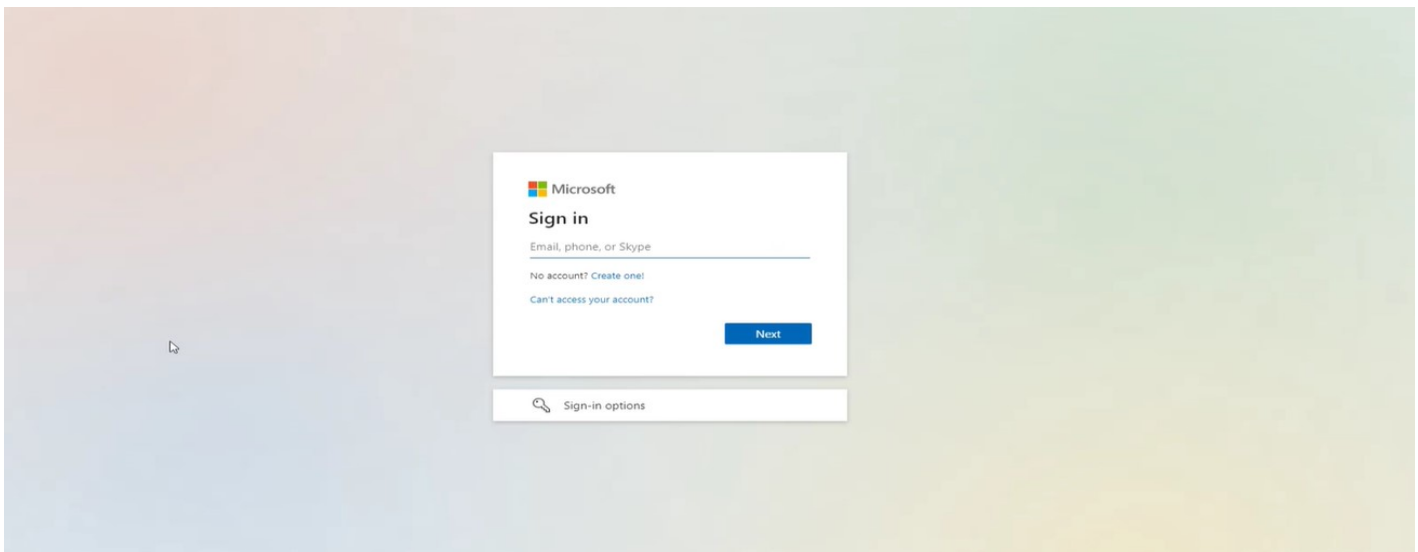 Microsoft
Sign in
Email, phone, or Skype
No account? Create one!
Can't access your account?
Next
Sign-in options